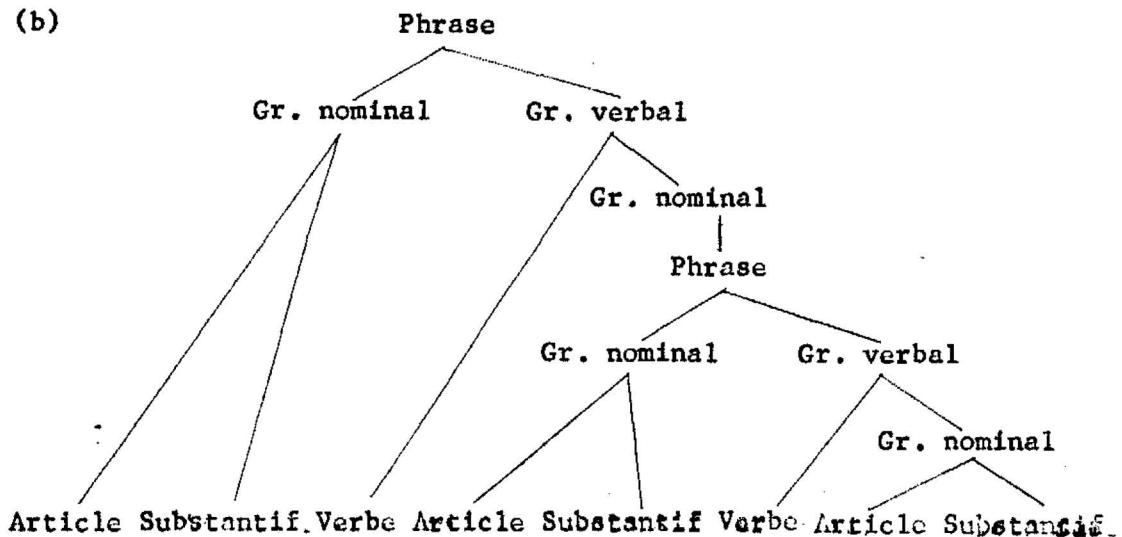 (b)
Phrase
Gr. nominal Gr. verbal
Gr. nominal
Phrase
Gr. nominal Gr. verbal
Gr. nominal
Article Substantif Verbe Article Substantif Verbe Article Substantif